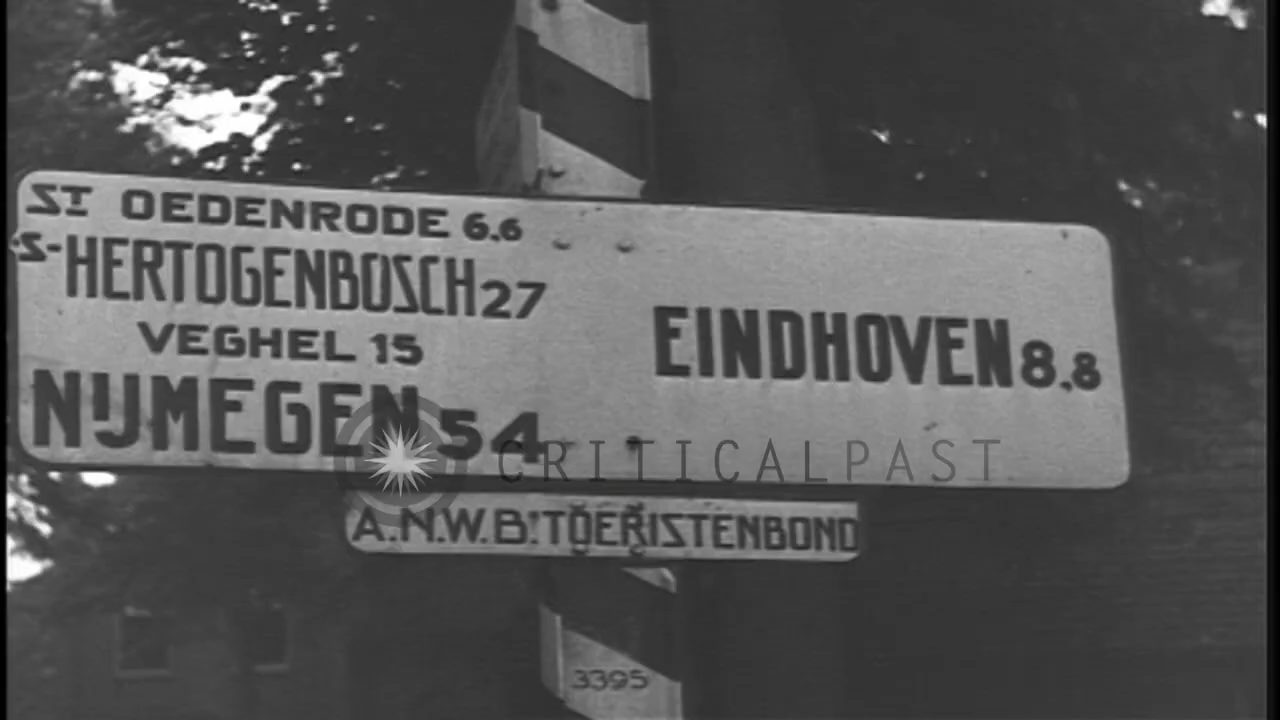 ST OEDENRODE 6.6
'S-HERTOGENBOSCH 27
VEGHEL 15
NIJMEGEN 54
EINDHOVEN 8.8
CRITICALPAST
A.N.W.B. TOERISTENBOND
3395